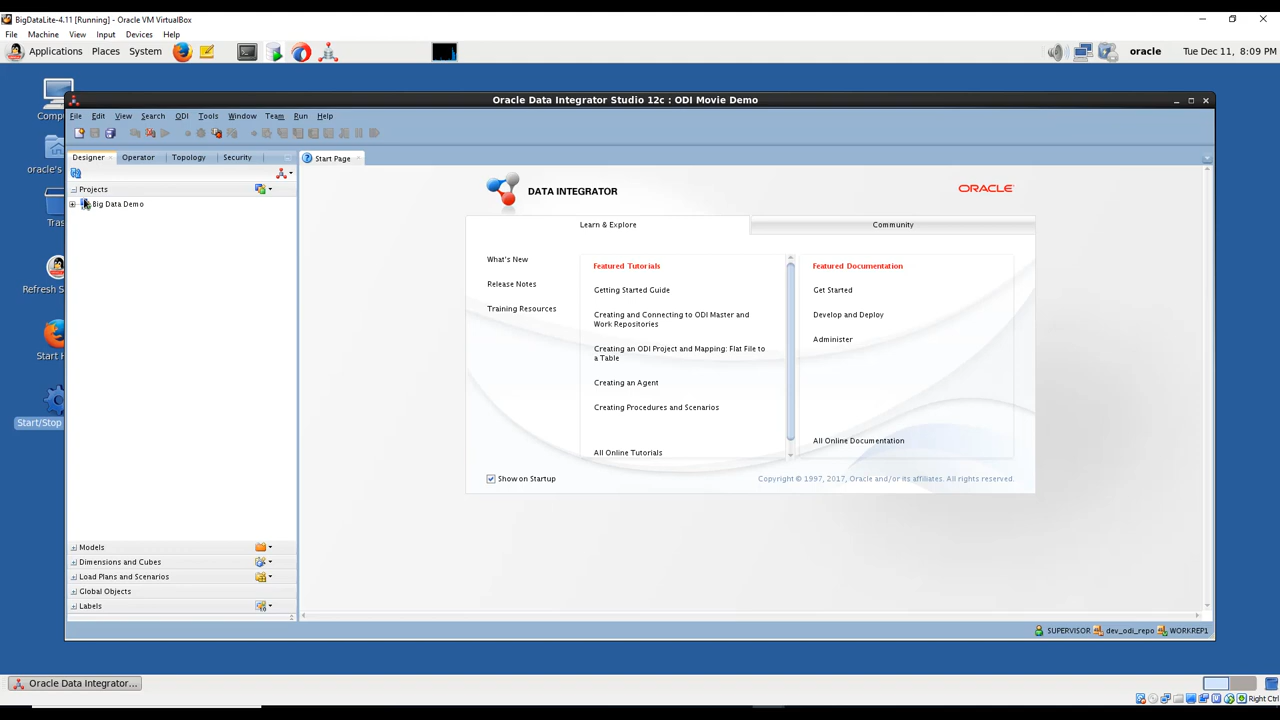 BigDataLite-4.11 [Running] - Oracle VM VirtualBox
File Machine View Input Devices Help
Applications Places System oracle Tue Dec 11, 8:09 PM
Comp
oracle's
Tras
Refresh S
Start H
Start/Stop
Oracle Data Integrator Studio 12c : ODI Movie Demo
File Edit View Search ODI Tools Window Team Run Help
Designer Operator Topology Security
Start Page
Projects
Big Data Demo
Models
Dimensions and Cubes
Load Plans and Scenarios
Global Objects
Labels
DATA INTEGRATOR
ORACLE
Learn & Explore
Community
What's New
Release Notes
Training Resources
Featured Tutorials
Getting Started Guide
Creating and Connecting to ODI Master and
Work Repositories
Creating an ODI Project and Mapping: Flat File to
a Table
Creating an Agent
Creating Procedures and Scenarios
All Online Tutorials
Featured Documentation
Get Started
Develop and Deploy
Administer
All Online Documentation
Show on Startup
Copyright © 1997, 2017, Oracle and/or its affiliates. All rights reserved.
SUPERVISOR dev_odi_repo WORKREP1
Oracle Data Integrator...
Right Ctrl